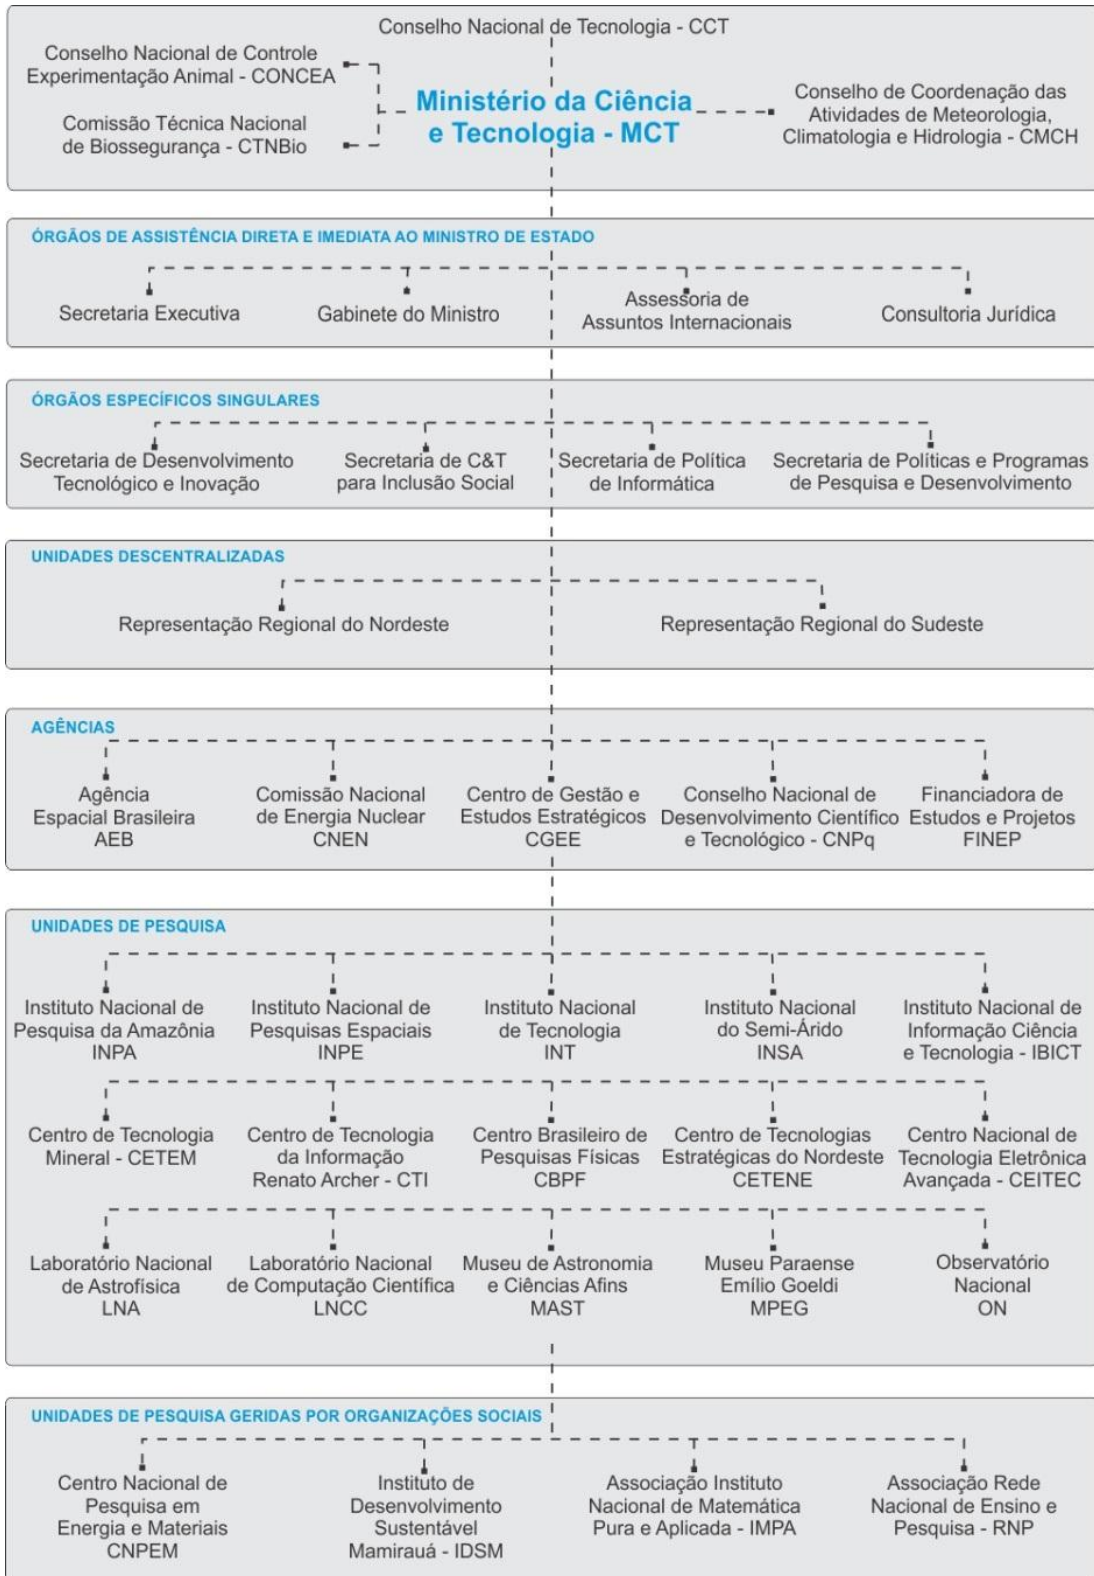 Conselho Nacional de Tecnologia - CCT
Conselho Nacional de Controle
Experimentação Animal - CONCEA
Comissão Técnica Nacional
de Biossegurança - CTNBio
Ministério da Ciência
e Tecnologia - MCT
Conselho de Coordenação das
Atividades de Meteorologia,
Climatologia e Hidrologia - CMCH
ÓRGÃOS DE ASSISTÊNCIA DIRETA E IMEDIATA AO MINISTRO DE ESTADO
Secretaria Executiva
Gabinete do Ministro
Assessoria de
Assuntos Internacionais
Consultoria Jurídica
ÓRGÃOS ESPECÍFICOS SINGULARES
Secretaria de Desenvolvimento
Tecnológico e Inovação
Secretaria de C&T
para Inclusão Social
Secretaria de Política
de Informática
Secretaria de Políticas e Programas
de Pesquisa e Desenvolvimento
UNIDADES DESCENTRALIZADAS
Representação Regional do Nordeste
Representação Regional do Sudeste
AGÊNCIAS
Agência
Espacial Brasileira
AEB
Comissão Nacional
de Energia Nuclear
CNEN
Centro de Gestão e
Estudos Estratégicos
CGEE
Conselho Nacional de
Desenvolvimento Científico
e Tecnológico - CNPq
Financiadora de
Estudos e Projetos
FINEP
UNIDADES DE PESQUISA
Instituto Nacional de
Pesquisa da Amazônia
INPA
Instituto Nacional de
Pesquisas Espaciais
INPE
Instituto Nacional
de Tecnologia
INT
Instituto Nacional
do Semi-Árido
INSA
Instituto Nacional de
Informação Ciência
e Tecnologia - IBICT
Centro de Tecnologia
Mineral - CETEM
Centro de Tecnologia
da Informação
Renato Archer - CTI
Centro Brasileiro de
Pesquisas Físicas
CBPF
Centro de Tecnologias
Estratégicas do Nordeste
CETENE
Centro Nacional de
Tecnologia Eletrônica
Avançada - CEITEC
Laboratório Nacional
de Astrofísica
LNA
Laboratório Nacional
de Computação Científica
LNCC
Museu de Astronomia
e Ciências Afins
MAST
Museu Paraense
Emílio Goeldi
MPEG
Observatório
Nacional
ON
UNIDADES DE PESQUISA GERIDAS POR ORGANIZAÇÕES SOCIAIS
Centro Nacional de
Pesquisa em
Energia e Materiais
CNPEM
Instituto de
Desenvolvimento
Sustentável
Mamirauá - IDSM
Associação Instituto
Nacional de Matemática
Pura e Aplicada - IMPA
Associação Rede
Nacional de Ensino e
Pesquisa - RNP